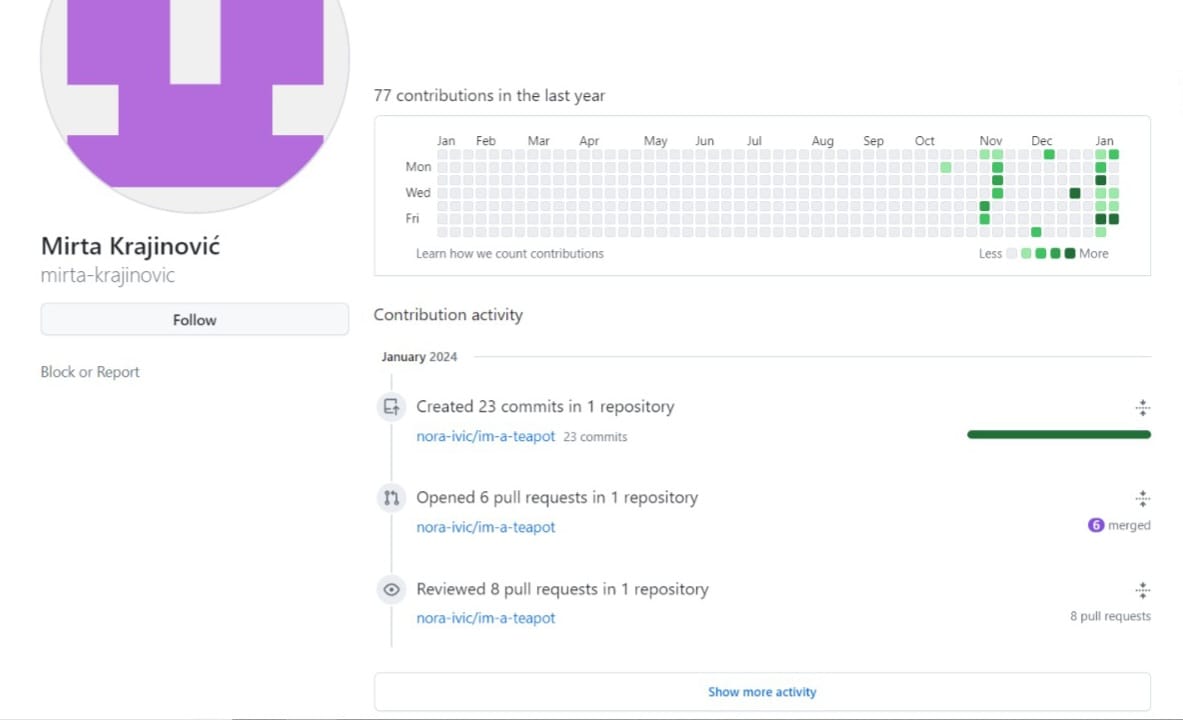 77 contributions in the last year
Jan Feb Mar Apr May Jun Jul Aug Sep Oct Nov Dec Jan
Mon
Wed
Fri
Learn how we count contributions
Less More
Mirta Krajinović
mirta-krajinovic
Follow
Block or Report
Contribution activity
January 2024
Created 23 commits in 1 repository
nora-ivic/im-a-teapot 23 commits
Opened 6 pull requests in 1 repository
nora-ivic/im-a-teapot 6 merged
Reviewed 8 pull requests in 1 repository
nora-ivic/im-a-teapot 8 pull requests
Show more activity